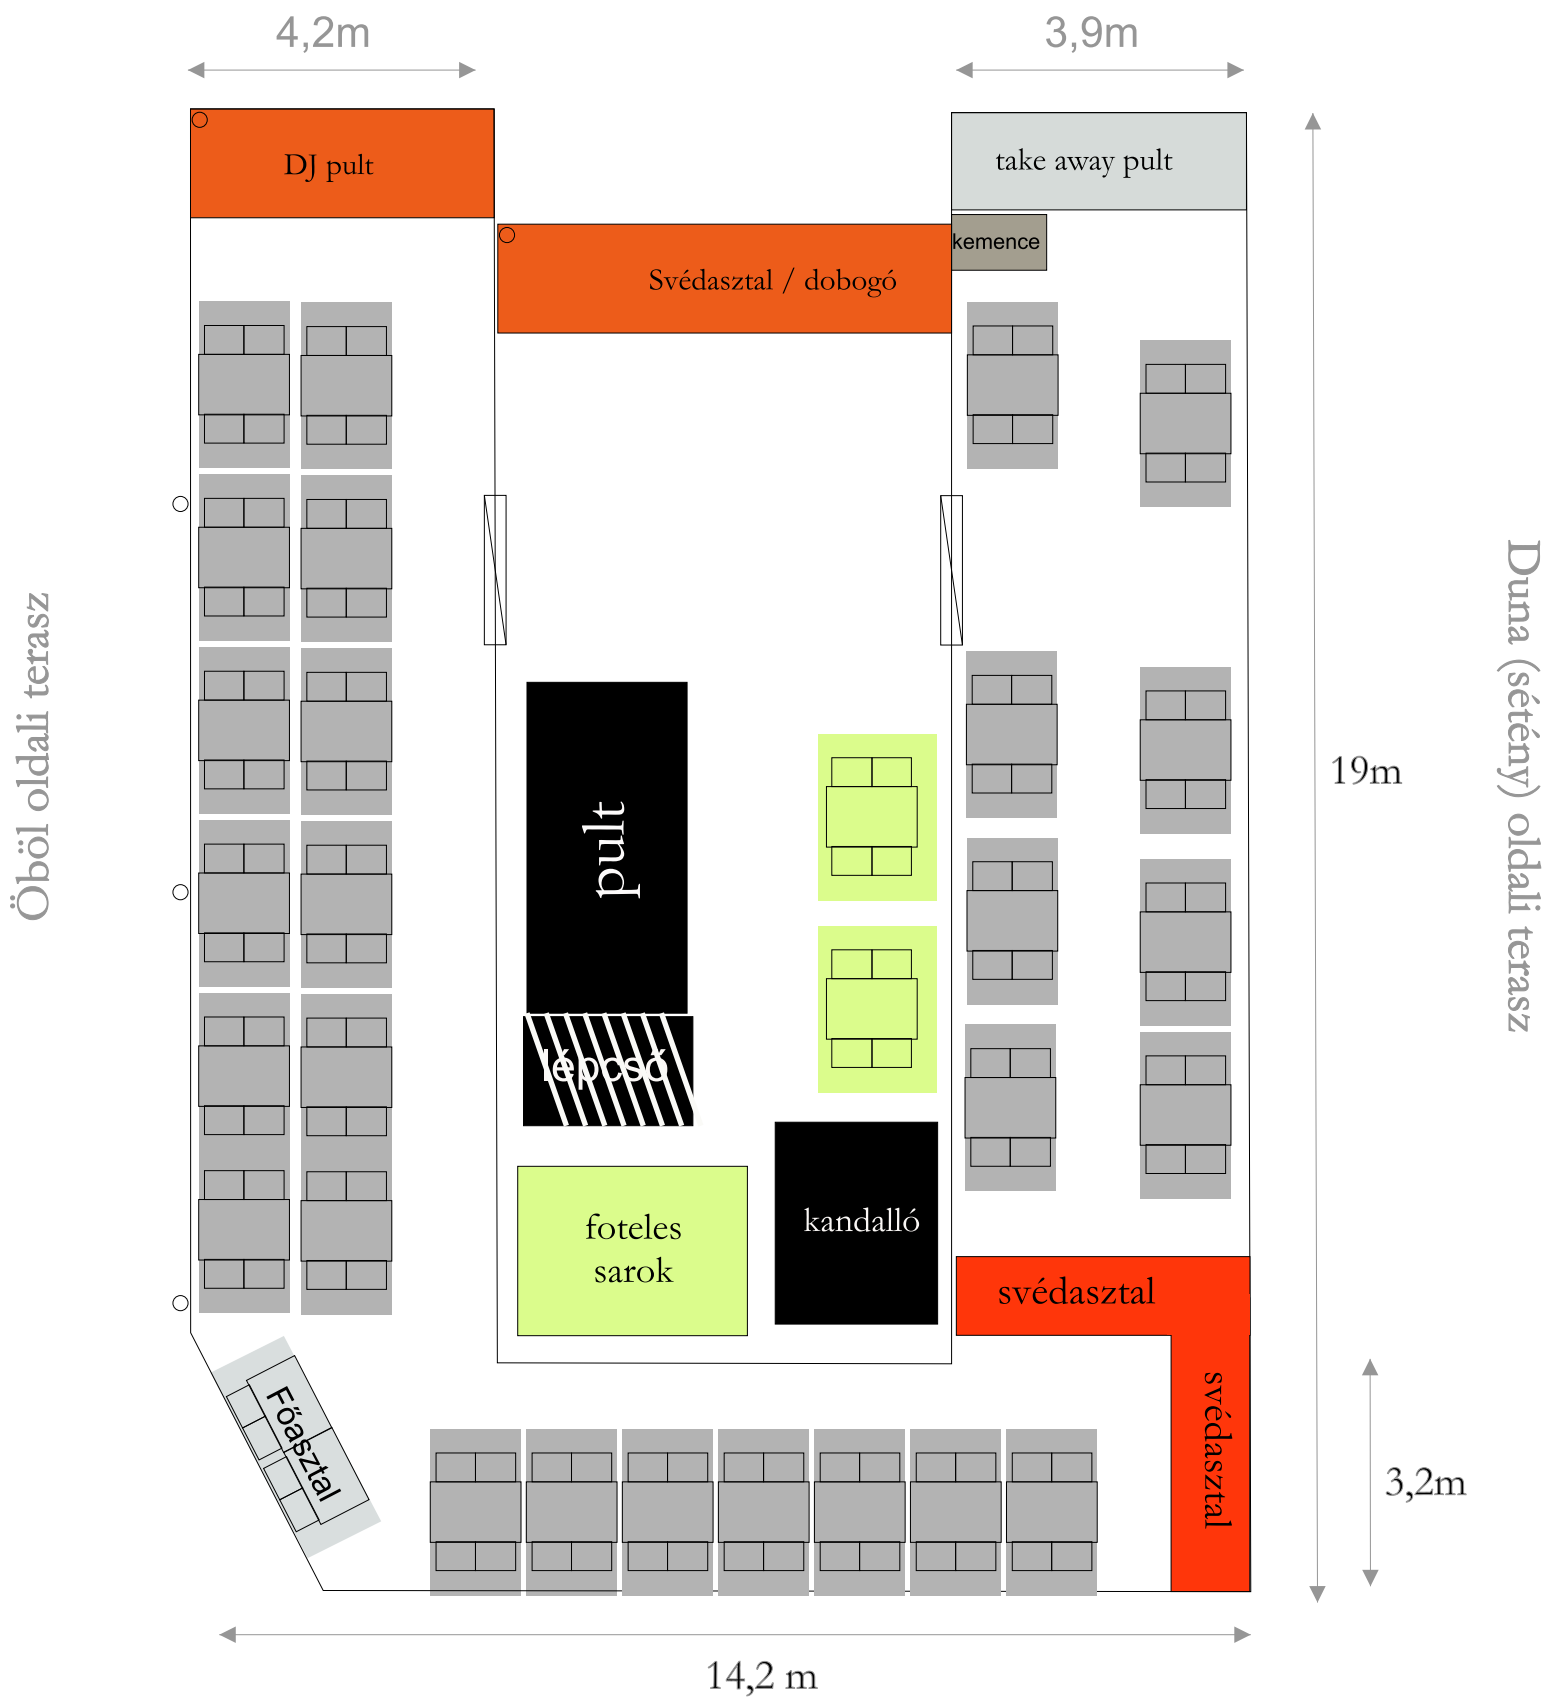 4,2m
3,9m
DJ pult
take away pult
kemence
Svédasztal / dobogó
Öböl oldali terasz
Duna (sétény) oldali terasz
19m
pult
lépcső
foteles
sarok
kandalló
svédasztal
svédasztal
Főasztal
3,2m
14,2 m